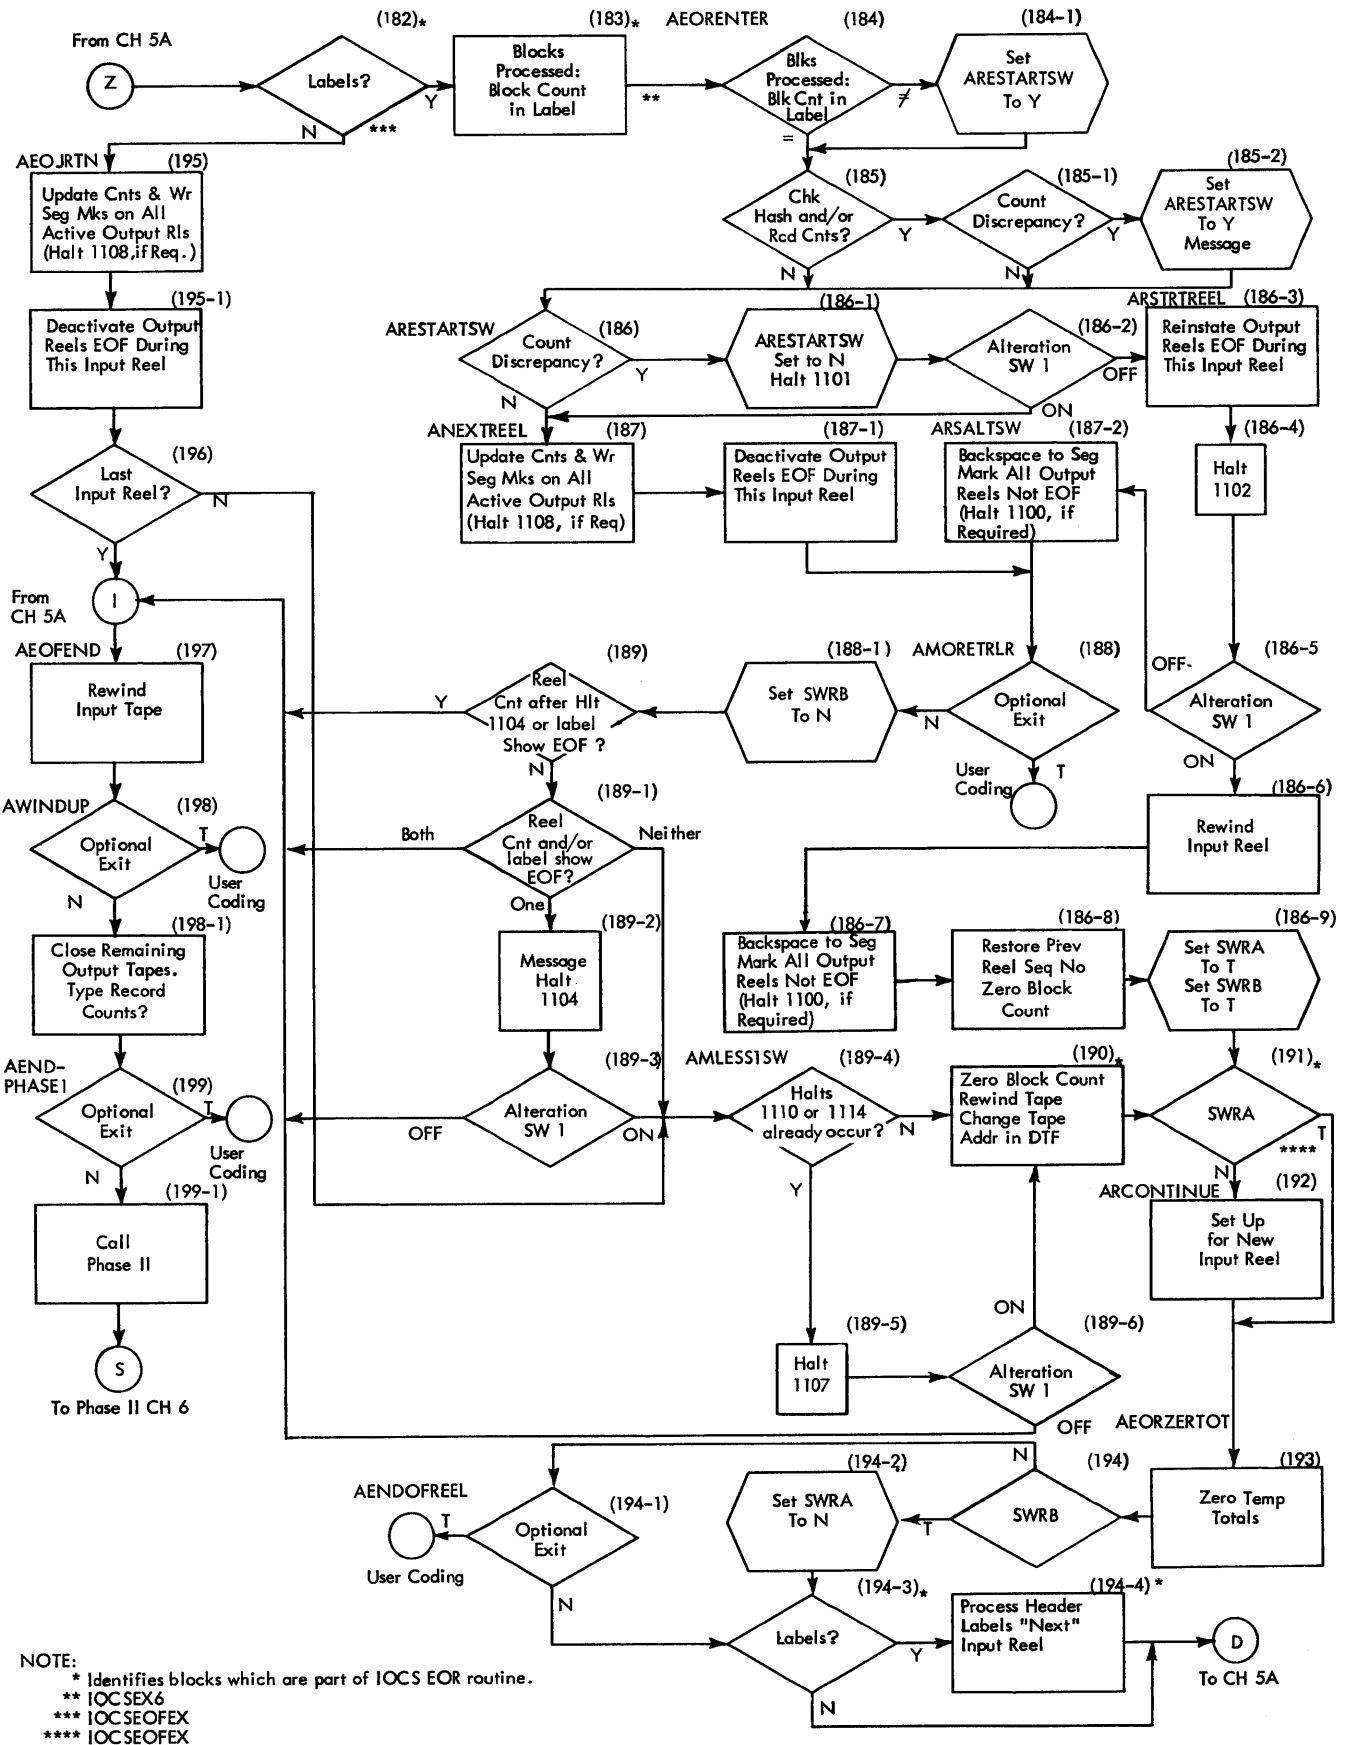 From CH 5A
Z
(182)*
Labels?
Y
N
***
(183)*
Blocks
Processed:
Block Count
in Label
**
AEORENTER
(184)
Blks
Processed:
Blk Cnt in
Label
≠
=
(184-1)
Set
ARESTARTSW
To Y
AEOJRTN
(195)
Update Cnts & Wr
Seg Mks on All
Active Output Rls
(Halt 1108,if Req.)
(185)
Chk
Hash and/or
Rcd Cnts?
Y
N
(185-1)
Count
Discrepancy?
Y
N
(185-2)
Set
ARESTARTSW
To Y
Message
(195-1)
Deactivate Output
Reels EOF During
This Input Reel
ARESTARTSW
(186)
Count
Discrepancy?
Y
N
(186-1)
ARESTARTSW
Set to N
Halt 1101
(186-2)
Alteration
SW 1
OFF
ON
ARSTRTREEL
(186-3)
Reinstate Output
Reels EOF During
This Input Reel
(196)
Last
Input Reel?
N
Y
ANEXTREEL
(187)
Update Cnts & Wr
Seg Mks on All
Active Output Rls
(Halt 1108, if Req)
(187-1)
Deactivate Output
Reels EOF During
This Input Reel
ARSALTSW
(187-2)
Backspace to Seg
Mark All Output
Reels Not EOF
(Halt 1100, if
Required)
(186-4)
Halt
1102
From
CH 5A
I
AEOFEND
(197)
Rewind
Input Tape
(189)
Reel
Cnt after Hlt
1104 or label
Show EOF ?
Y
N
(188-1)
Set SWRB
To N
AMORETRLR
(188)
Optional
Exit
N
T
User
Coding
(186-5
OFF-
Alteration
SW 1
ON
(186-6)
Rewind
Input Reel
AWINDUP
(198)
Optional
Exit
T
N
User
Coding
(189-1)
Reel
Cnt and/or
label show
EOF?
Both
Neither
One
(198-1)
Close Remaining
Output Tapes.
Type Record
Counts?
(189-2)
Message
Halt
1104
(186-7)
Backspace to Seg
Mark All Output
Reels Not EOF
(Halt 1100, if
Required)
(186-8)
Restore Prev
Reel Seq No
Zero Block
Count
(186-9)
Set SWRA
To T
Set SWRB
To T
AEND-
PHASE1
(199)
Optional
Exit
T
N
User
Coding
(189-3)
Alteration
SW 1
OFF
ON
AMLESS1SW
(189-4)
Halts
1110 or 1114
already occur?
N
Y
(190)*
Zero Block Count
Rewind Tape
Change Tape
Addr in DTF
(191)*
SWRA
T
****
N
(199-1)
Call
Phase II
ARCONTINUE
(192)
Set Up
for New
Input Reel
S
To Phase II CH 6
(189-5)
Halt
1107
ON
(189-6)
Alteration
SW 1
OFF
AEORZERTOT
(193)
Zero Temp
Totals
AENDOFREEL
(194-1)
Optional
Exit
T
N
User Coding
(194-2)
Set SWRA
To N
N
(194)
SWRB
T
(194-3)*
Labels?
Y
N
(194-4)*
Process Header
Labels "Next"
Input Reel
D
To CH 5A
NOTE:
* Identifies blocks which are part of IOCS EOR routine.
** IOCSEX6
*** IOCSEOFEX
**** IOCSEOFEX